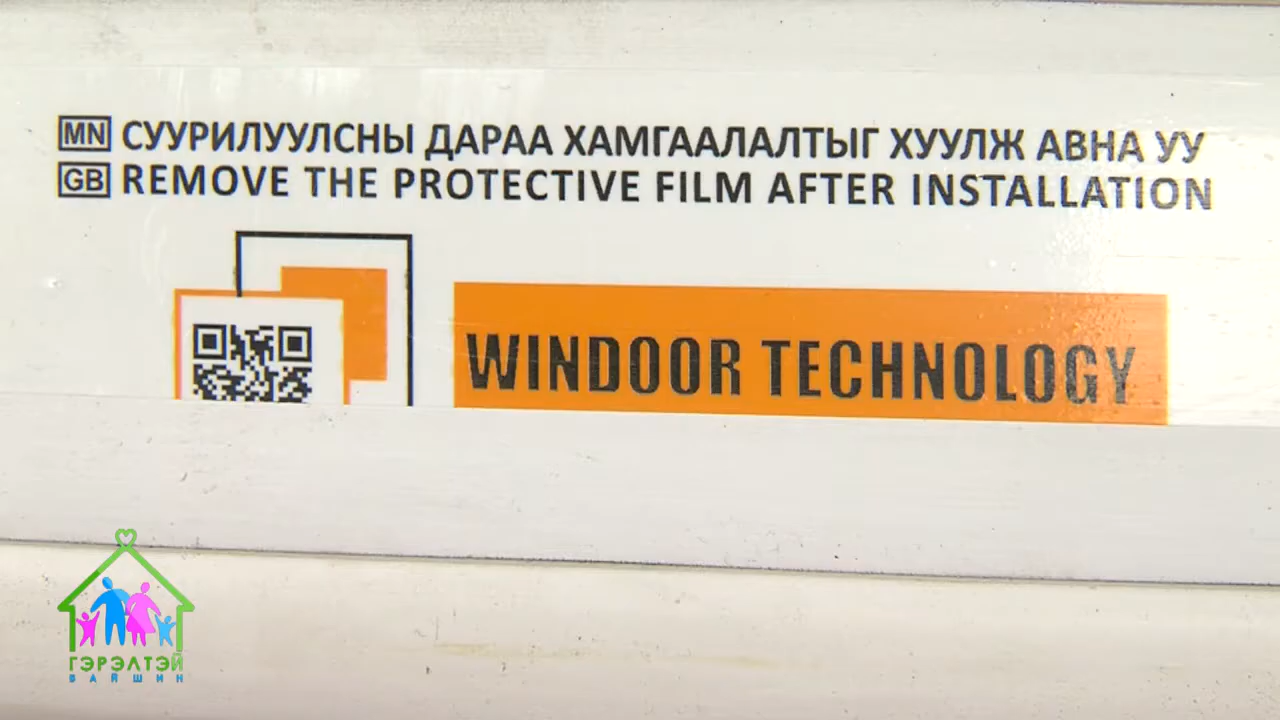 MN СУУРИЛУУЛСНЫ ДАРАА ХАМГААЛАЛТЫГ ХУУЛЖ АВНА УУ
GB REMOVE THE PROTECTIVE FILM AFTER INSTALLATION
WINDOOR TECHNOLOGY
ГЭРЭЛТЭЙ
БАЙШИН